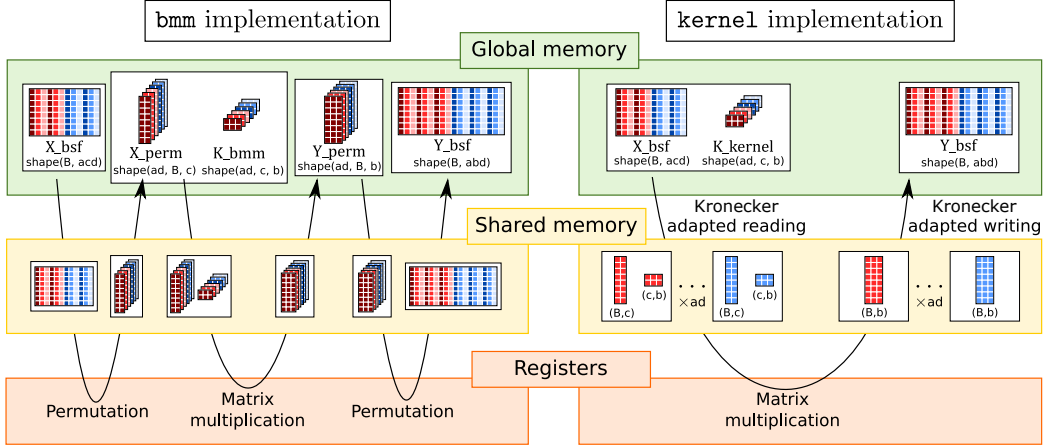 bmm implementation
kernel implementation
Global memory
X_bsf
shape(B, acd)
X_perm
shape(ad, B, c)
K_bmm
shape(ad, c, b)
Y_perm
shape(ad, B, b)
Y_bsf
shape(B, abd)
X_bsf
shape(B, acd)
K_kernel
shape(ad, c, b)
Y_bsf
shape(B, abd)
Kronecker
adapted reading
Kronecker
adapted writing
Shared memory
(B,c)
(c,b)
. . .
×ad
(B,c)
(c,b)
(B,b)
. . .
×ad
(B,b)
Registers
Permutation
Matrix
multiplication
Permutation
Matrix
multiplication